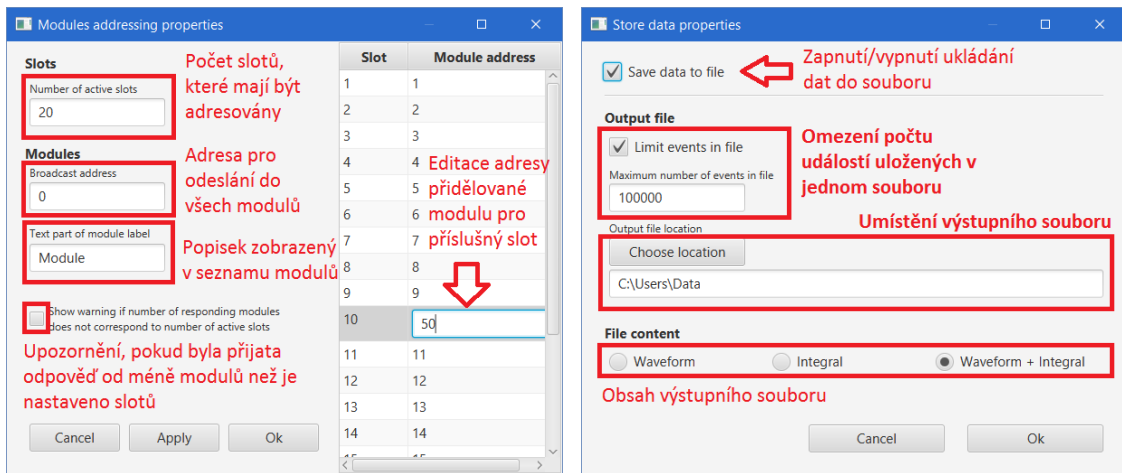 Modules addressing properties
Slots
Number of active slots
20
Počet slotů,
které mají být
adresovány
Modules
Broadcast address
0
Adresa pro
odeslání do
všech modulů
Text part of module label
Module
Popisek zobrazený
v seznamu modulů
Show warning if number of responding modules
does not correspond to number of active slots
Upozornění, pokud byla přijata
odpověď od méně modulů než je
nastaveno slotů
Cancel Apply Ok
Slot Module address
1 1
2 2
3 3
4 4
5 5
6 6
7 7
8 8
9 9
10 50
11 11
12 12
13 13
14 14
Editace adresy
přidělované
modulu pro
příslušný slot
Store data properties
Save data to file
Zapnutí/vypnutí ukládání
dat do souboru
Output file
Limit events in file
Maximum number of events in file
100000
Omezení počtu
událostí uložených v
jednom souboru
Umístění výstupního souboru
Output file location
Choose location
C:\Users\Data
File content
Waveform Integral Waveform + Integral
Obsah výstupního souboru
Cancel Ok